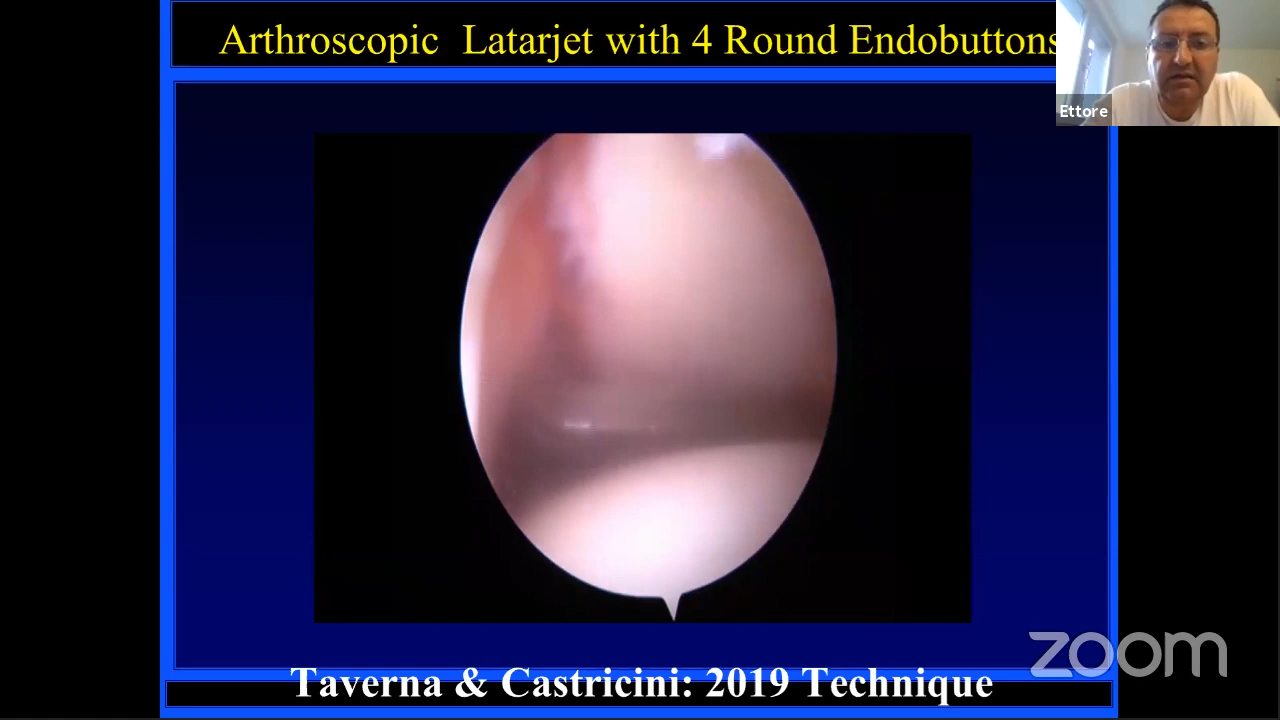 Arthroscopic Latarjet with 4 Round Endobuttons
Ettore
zoom
Taverna & Castricini: 2019 Technique